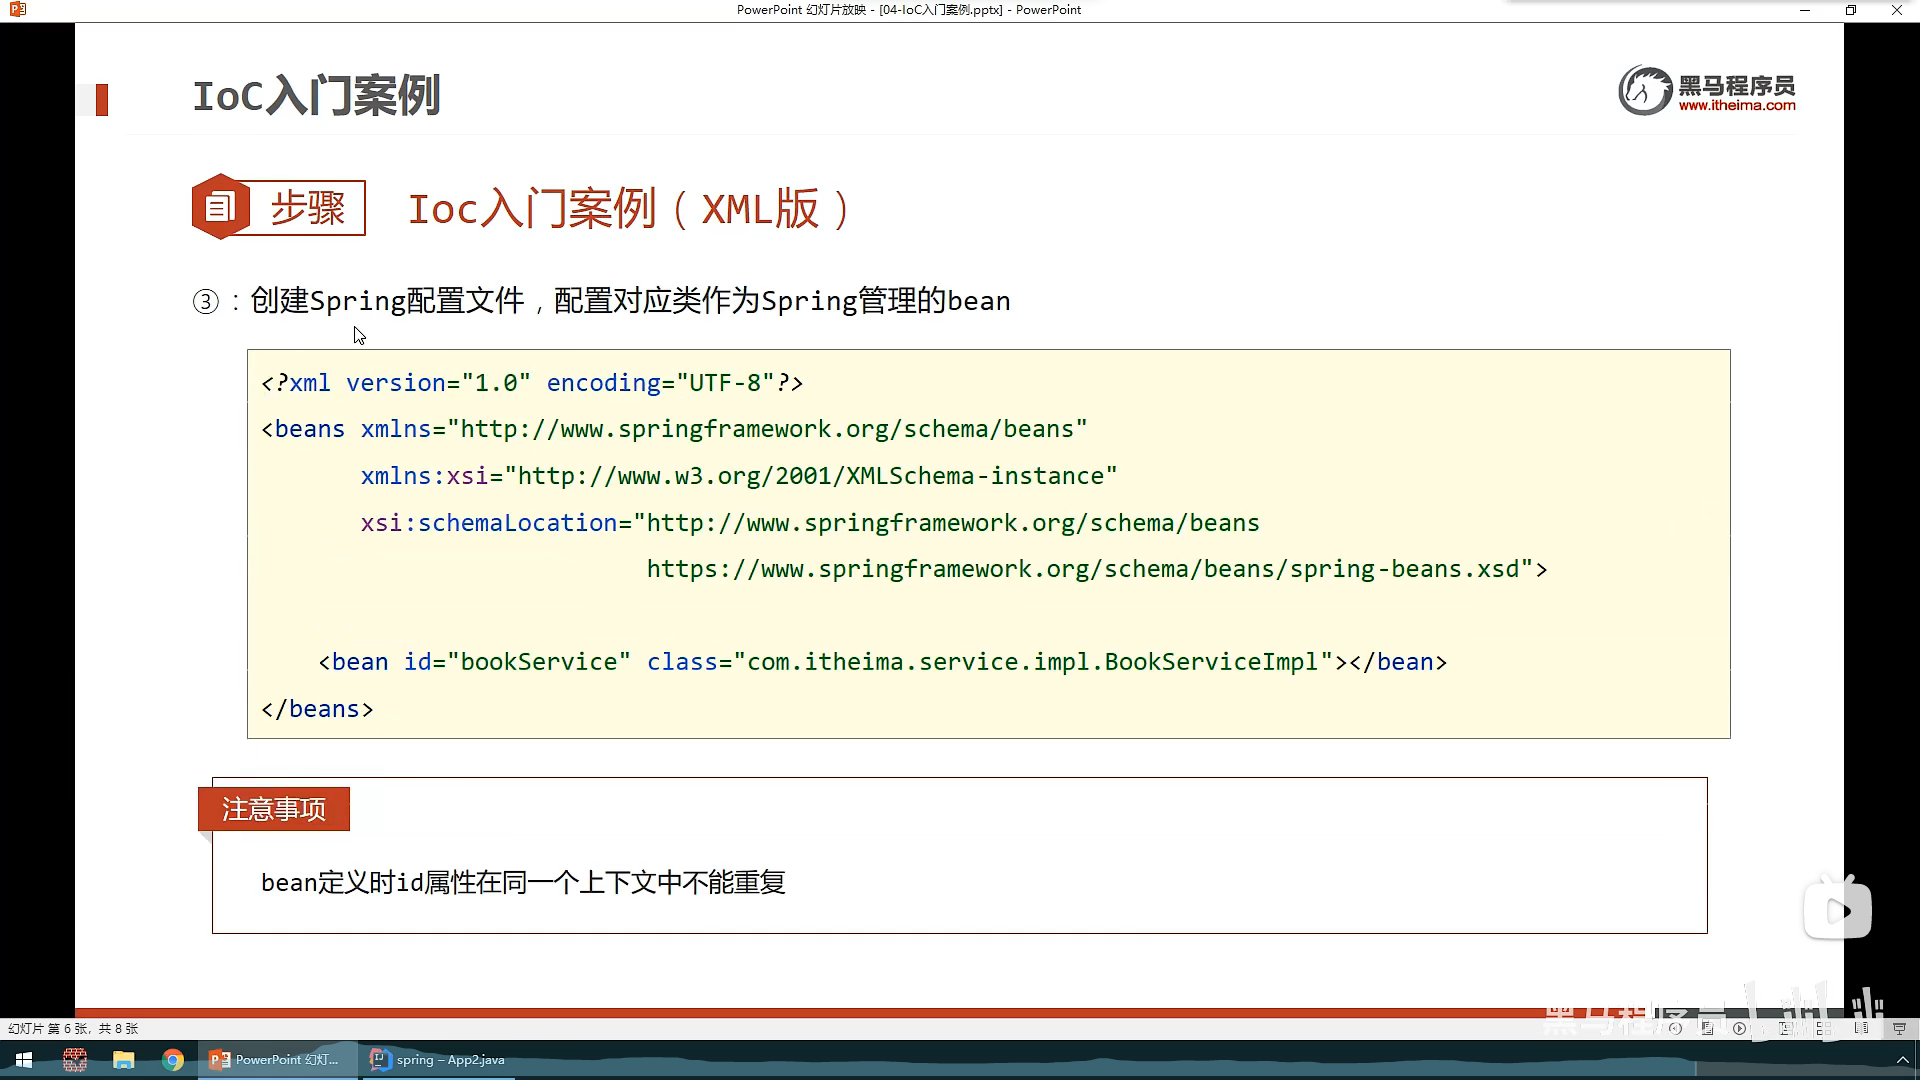 PowerPoint 幻灯片放映 - [04-IoC入门案例.pptx] - PowerPoint
IoC入门案例
黑马程序员
www.itheima.com
步骤
Ioc入门案例（XML版）
③：创建Spring配置文件，配置对应类作为Spring管理的bean
<?xml version="1.0" encoding="UTF-8"?>
<beans xmlns="http://www.springframework.org/schema/beans"
xmlns:xsi="http://www.w3.org/2001/XMLSchema-instance"
xsi:schemaLocation="http://www.springframework.org/schema/beans
https://www.springframework.org/schema/beans/spring-beans.xsd">
<bean id="bookService" class="com.itheima.service.impl.BookServiceImpl"></bean>
</beans>
注意事项
bean定义时id属性在同一个上下文中不能重复
黑马程序员
幻灯片 第 6 张，共 8 张
PowerPoint 幻灯...
spring – App2.java